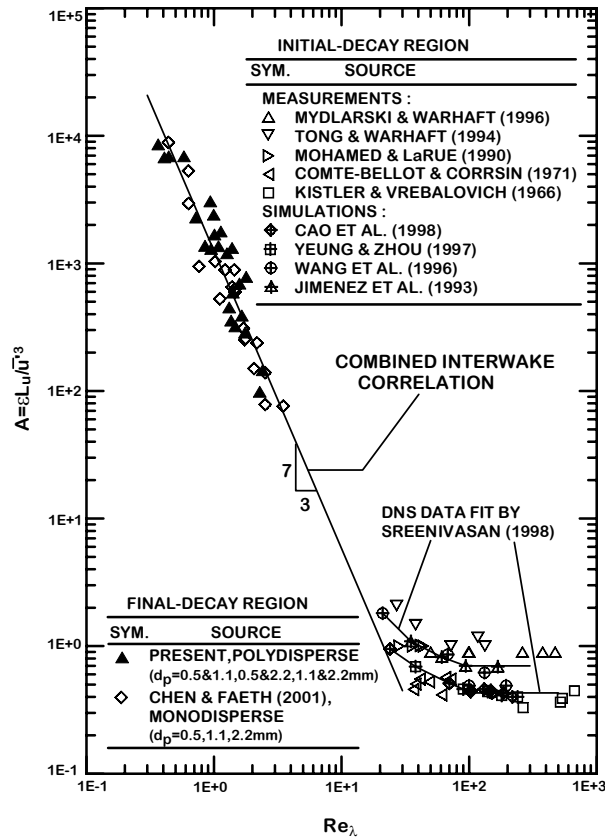 1E+5
1E+4
1E+3
1E+2
1E+1
1E+0
1E-1
A=εLu/ū'³
INITIAL-DECAY REGION
SYM. SOURCE
MEASUREMENTS :
MYDLARSKI & WARHAFT (1996)
TONG & WARHAFT (1994)
MOHAMED & LaRUE (1990)
COMTE-BELLOT & CORRSIN (1971)
KISTLER & VREBALOVICH (1966)
SIMULATIONS :
CAO ET AL. (1998)
YEUNG & ZHOU (1997)
WANG ET AL. (1996)
JIMENEZ ET AL. (1993)
COMBINED INTERWAKE
CORRELATION
7
3
DNS DATA FIT BY
SREENIVASAN (1998)
FINAL-DECAY REGION
SYM. SOURCE
PRESENT,POLYDISPERSE
(dp=0.5&1.1,0.5&2.2,1.1&2.2mm)
CHEN & FAETH (2001),
MONODISPERSE
(dp=0.5,1.1,2.2mm)
1E-1 1E+0 1E+1 1E+2 1E+3
Reλ